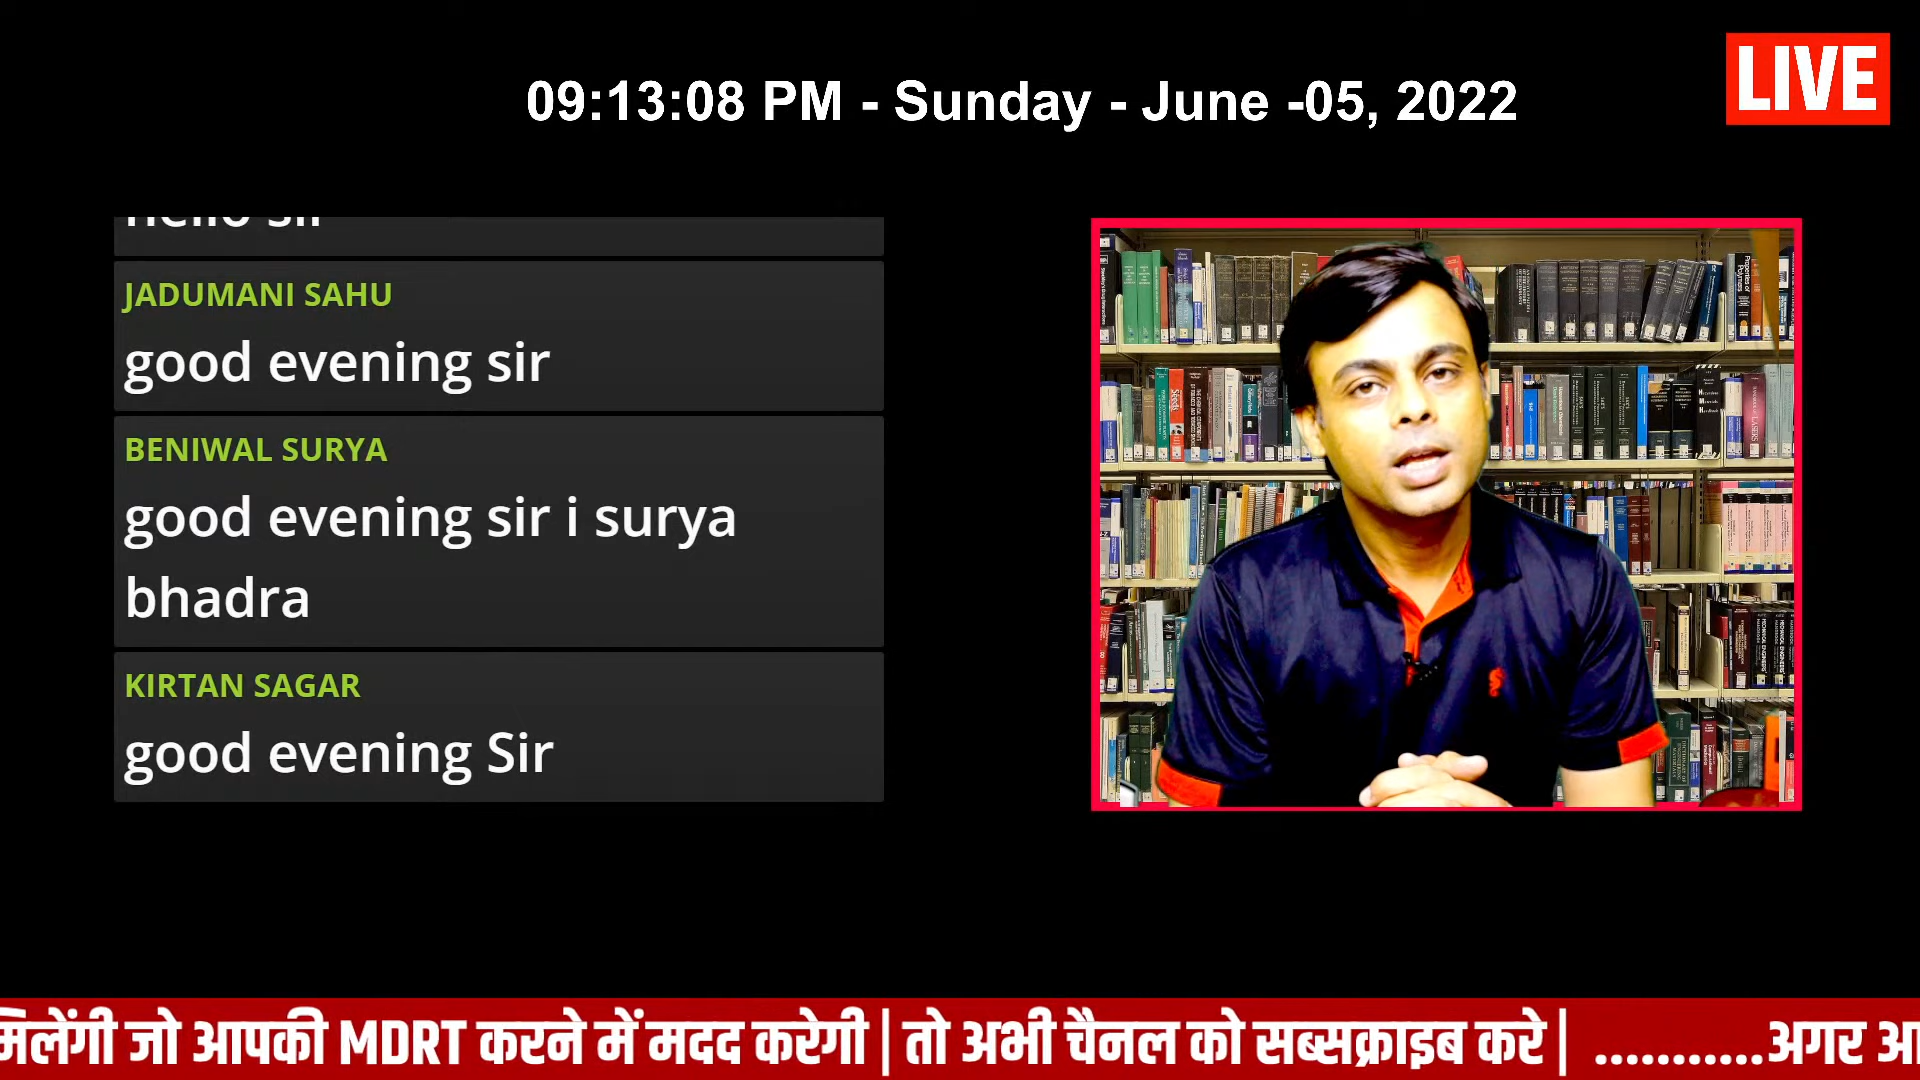 09:13:08 PM - Sunday - June -05, 2022
LIVE
Hello sir
JADUMANI SAHU
good evening sir
BENIWAL SURYA
good evening sir i surya
bhadra
KIRTAN SAGAR
good evening Sir
मिलेंगी जो आपकी MDRT करने में मदद करेगी | तो अभी चैनल को सब्सक्राइब करे | ...........अगर आ